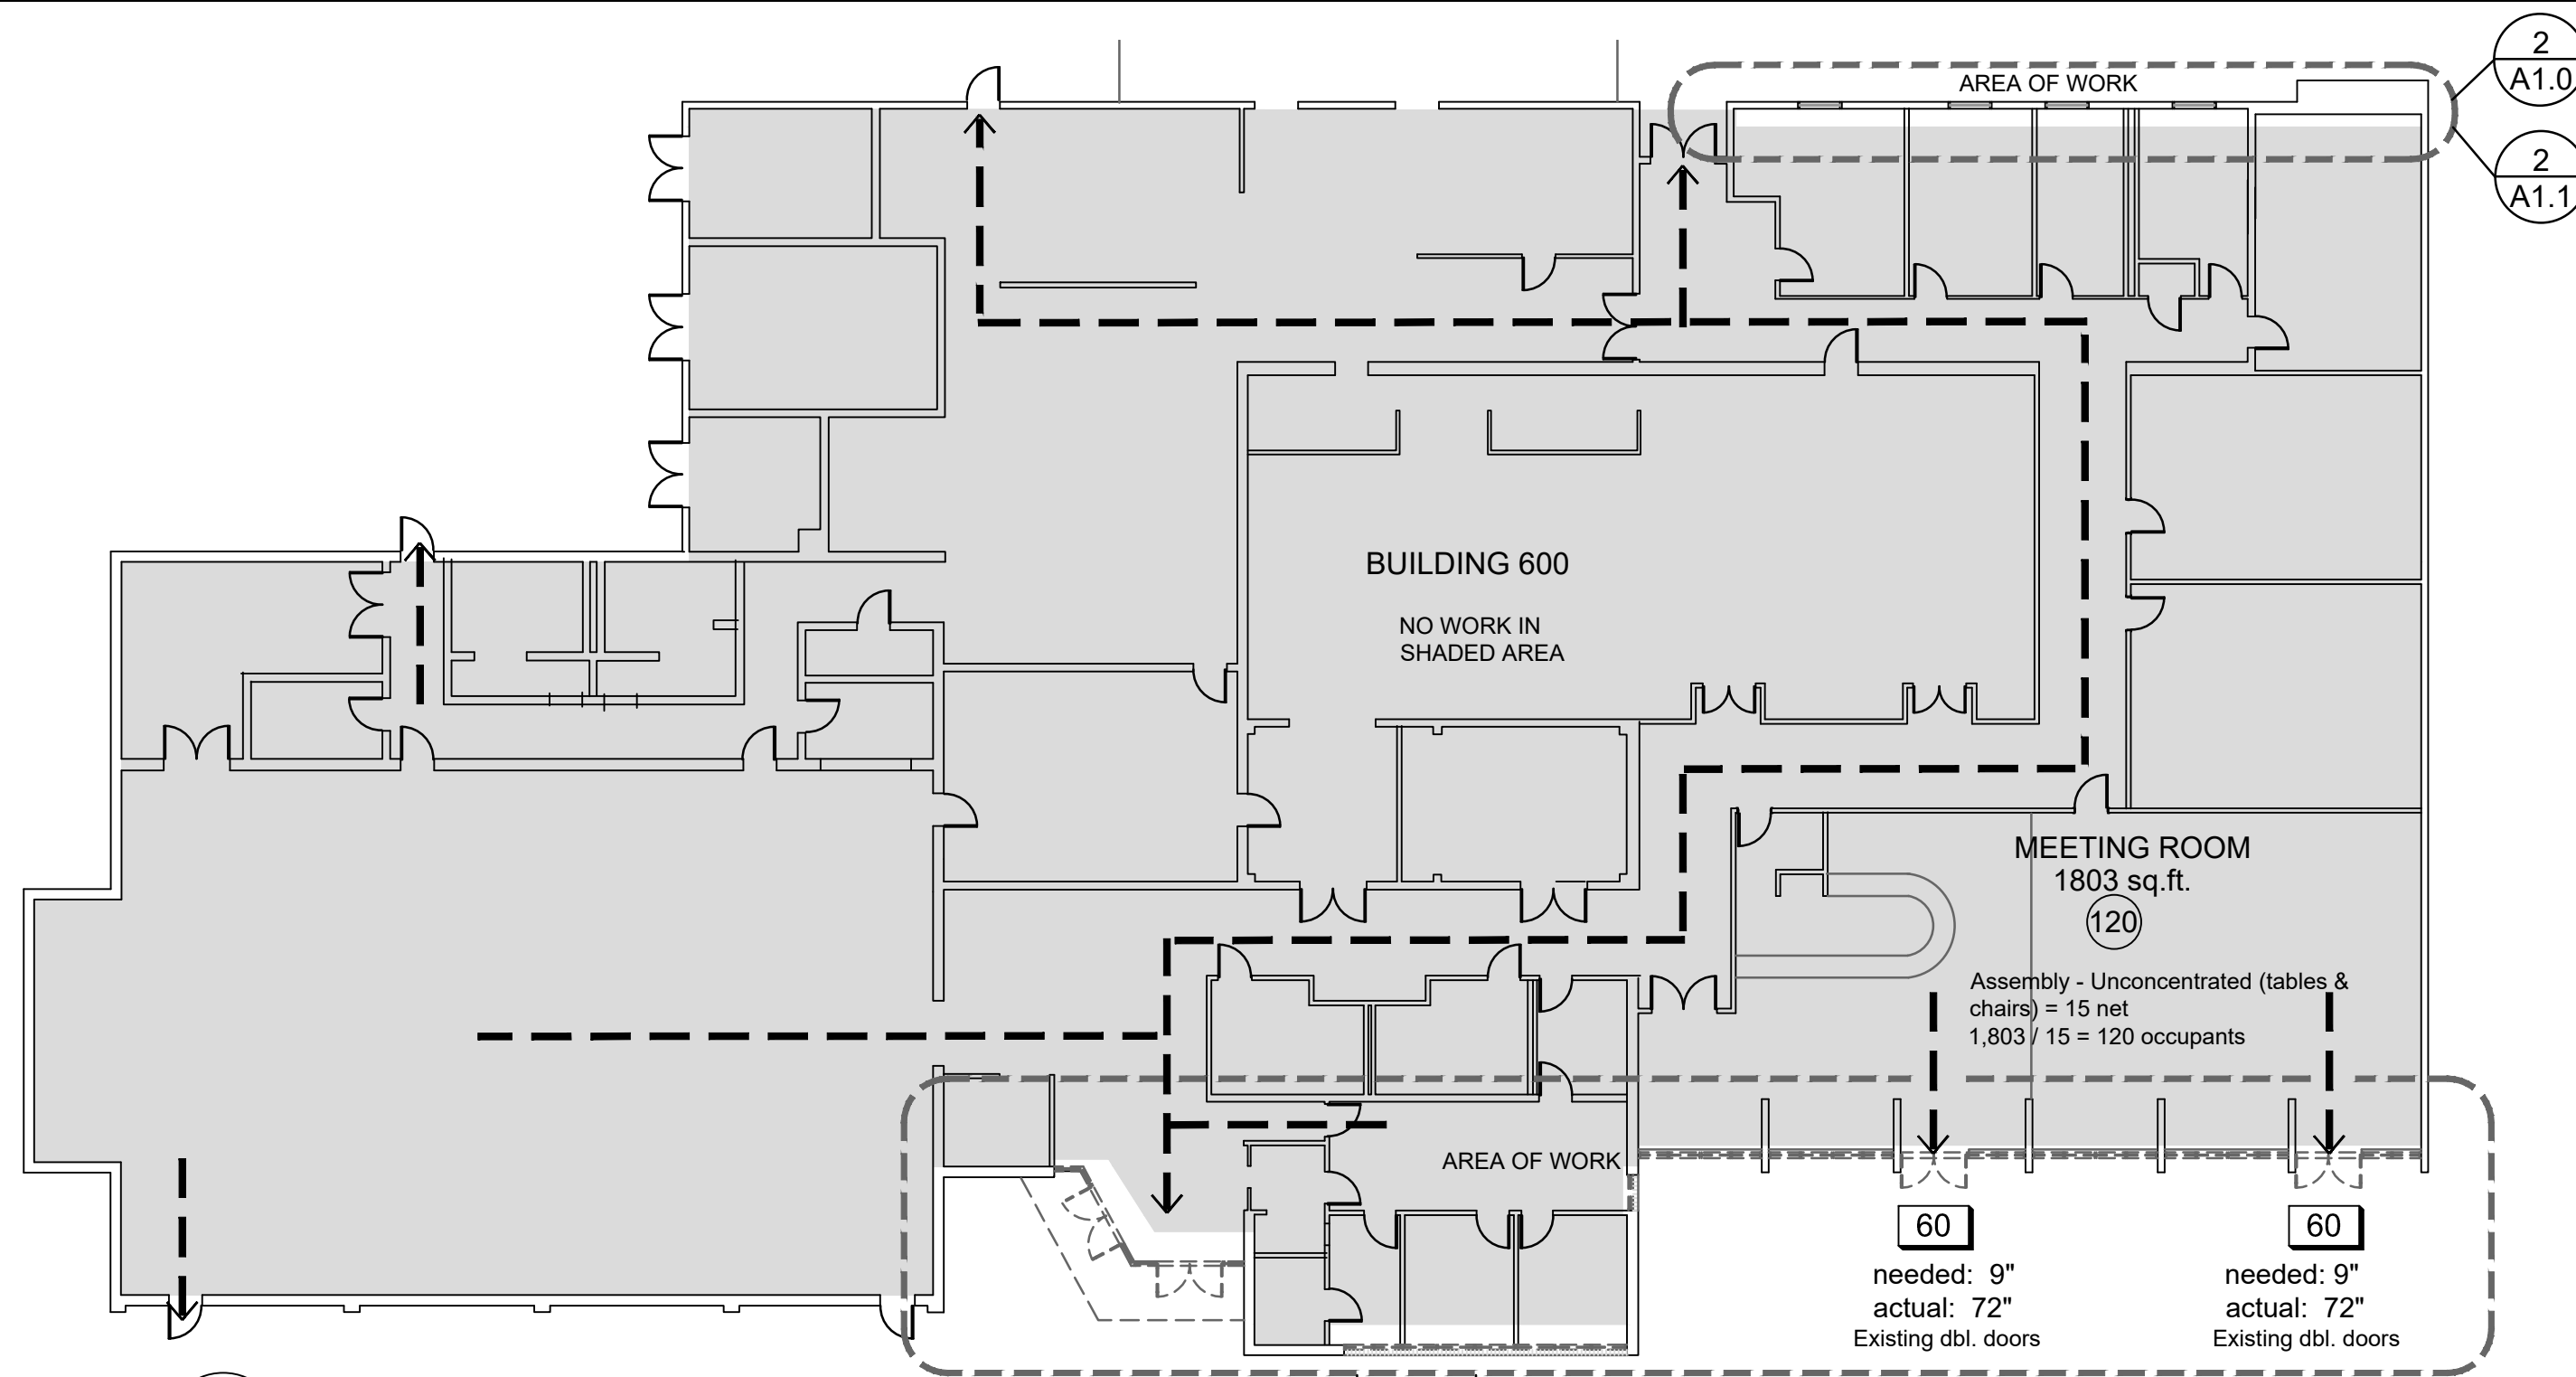 AREA OF WORK
2
A1.0
2
A1.1
BUILDING 600
NO WORK IN
SHADED AREA
MEETING ROOM
1803 sq.ft.
120
Assembly - Unconcentrated (tables &
chairs) = 15 net
1,803 / 15 = 120 occupants
AREA OF WORK
60
needed: 9"
actual: 72"
Existing dbl. doors
60
needed: 9"
actual: 72"
Existing dbl. doors